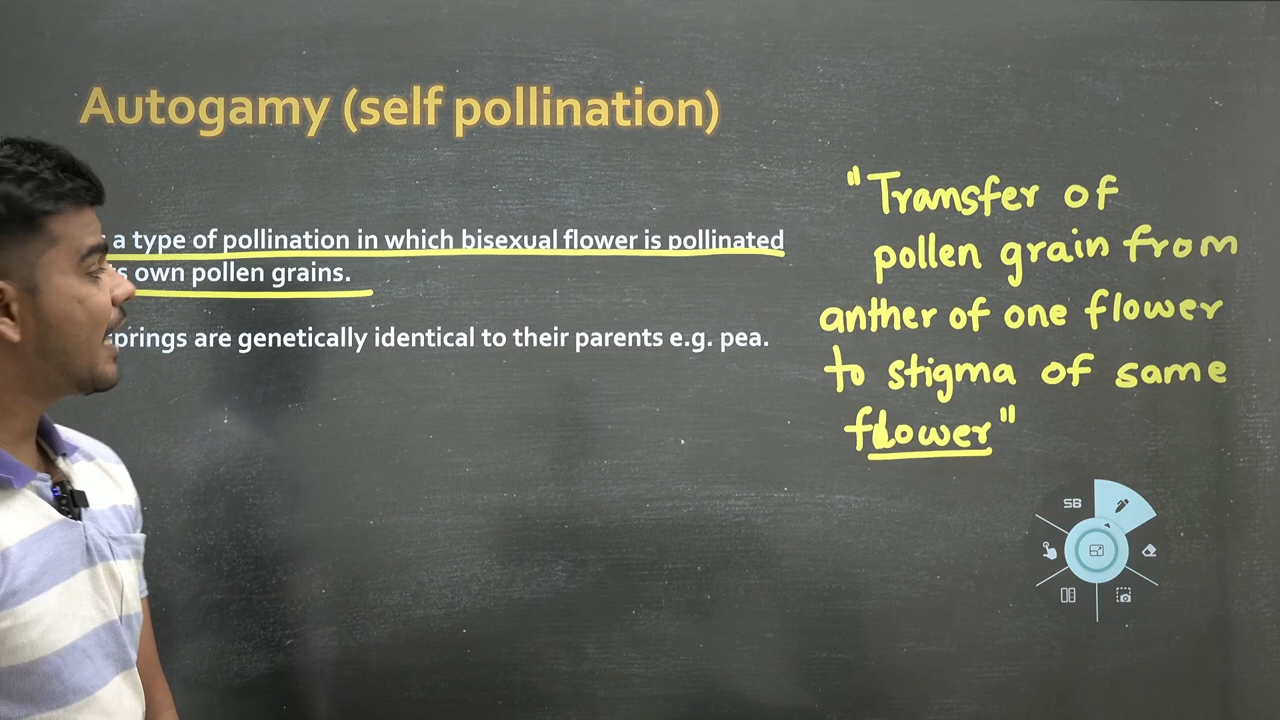 Autogamy (self pollination)
a type of pollination in which bisexual flower is pollinated
own pollen grains.
are genetically identical to their parents e.g. pea.
"Transfer of
pollen grain from
anther of one flower
to stigma of same
flower"
SB